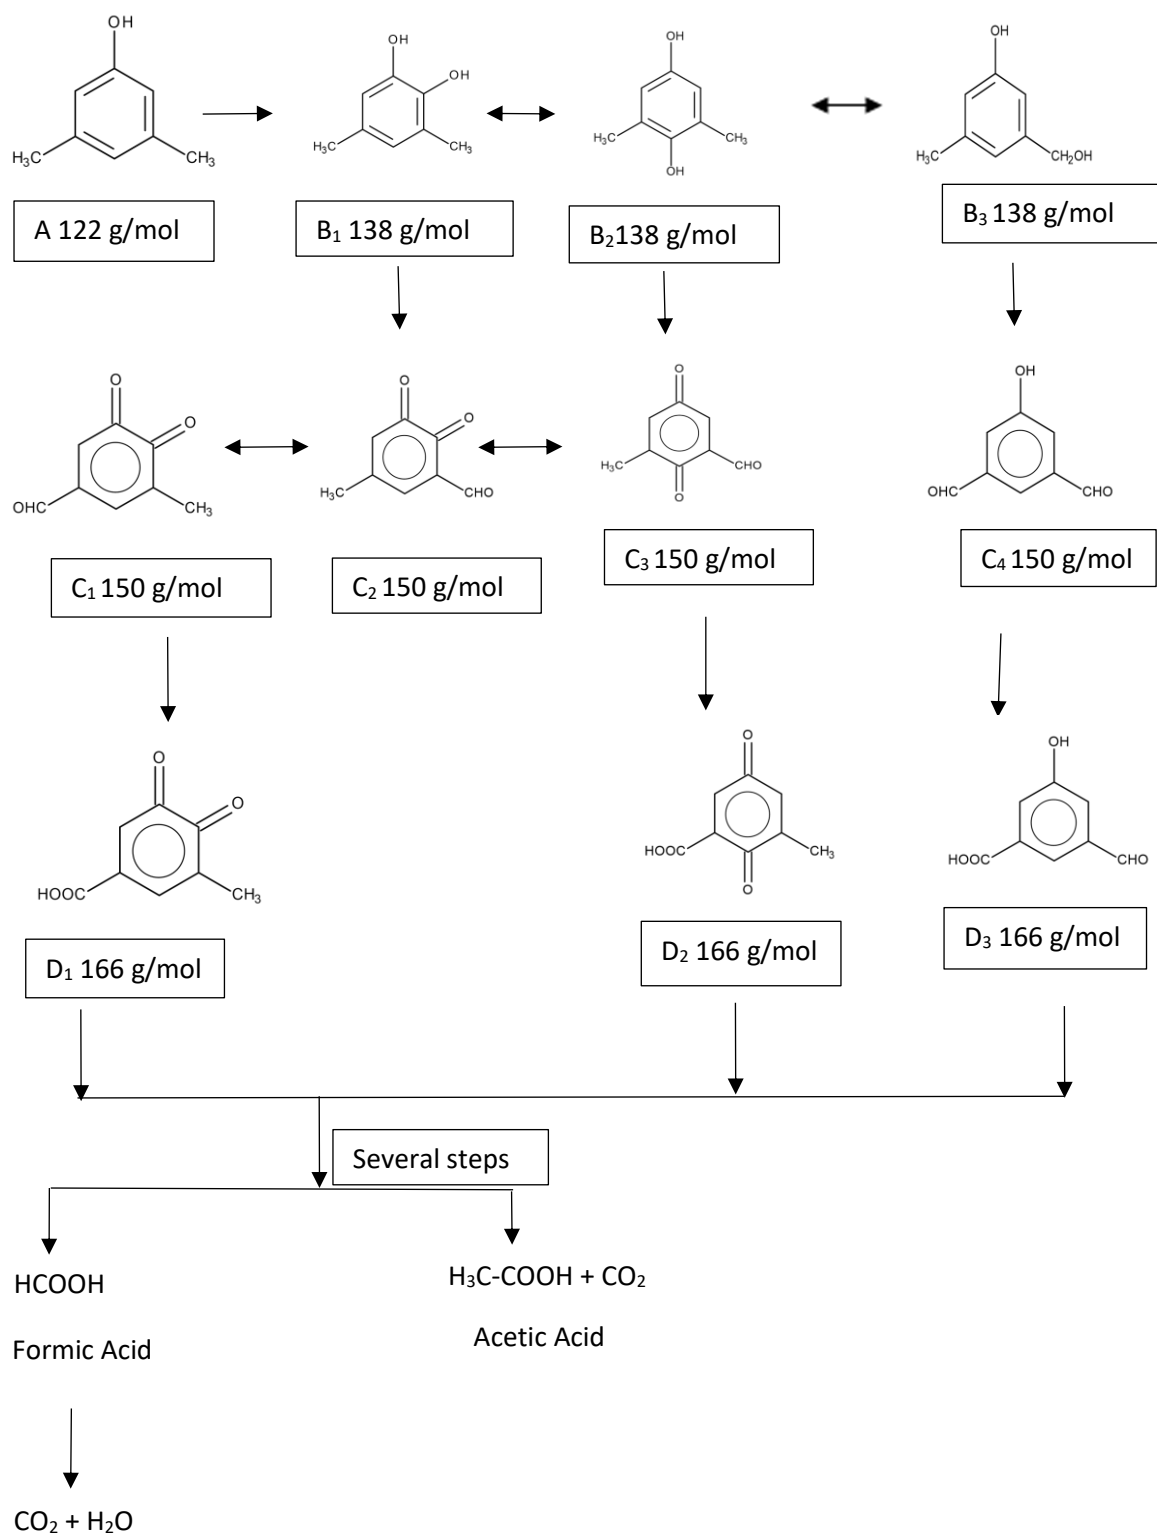 OH
H₃C
CH₃
A 122 g/mol
OH
OH
H₃C
CH₃
B₁ 138 g/mol
OH
H₃C
CH₃
OH
B₂138 g/mol
OH
H₃C
CH₂OH
B₃ 138 g/mol
O
O
OHC
CH₃
C₁ 150 g/mol
O
O
H₃C
CHO
C₂ 150 g/mol
O
H₃C
CHO
O
C₃ 150 g/mol
OH
OHC
CHO
C₄ 150 g/mol
O
O
HOOC
CH₃
D₁ 166 g/mol
O
HOOC
CH₃
O
D₂ 166 g/mol
OH
HOOC
CHO
D₃ 166 g/mol
Several steps
HCOOH
Formic Acid
H₃C-COOH + CO₂
Acetic Acid
CO₂ + H₂O